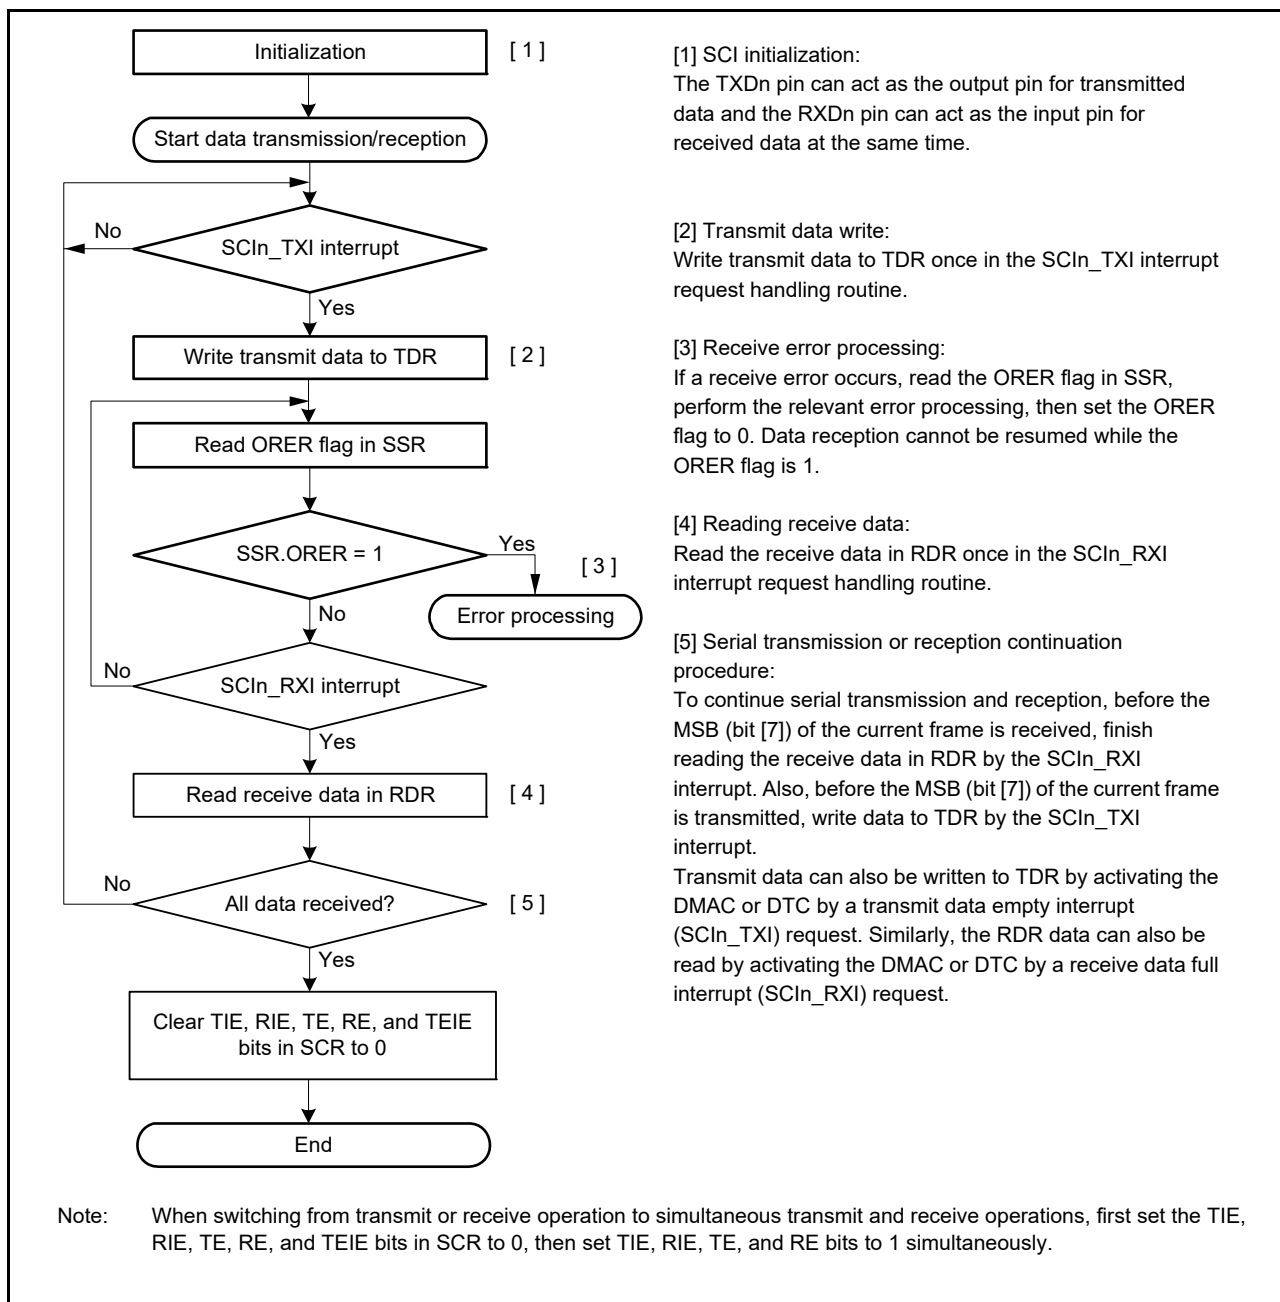 Initialization
[ 1 ]
Start data transmission/reception
No
SCIn_TXI interrupt
Yes
Write transmit data to TDR
[ 2 ]
Read ORER flag in SSR
SSR.ORER = 1
Yes
[ 3 ]
Error processing
No
No
SCIn_RXI interrupt
Yes
Read receive data in RDR
[ 4 ]
No
All data received?
[ 5 ]
Yes
Clear TIE, RIE, TE, RE, and TEIE
bits in SCR to 0
End
[1] SCI initialization:
The TXDn pin can act as the output pin for transmitted
data and the RXDn pin can act as the input pin for
received data at the same time.
[2] Transmit data write:
Write transmit data to TDR once in the SCIn_TXI interrupt
request handling routine.
[3] Receive error processing:
If a receive error occurs, read the ORER flag in SSR,
perform the relevant error processing, then set the ORER
flag to 0. Data reception cannot be resumed while the
ORER flag is 1.
[4] Reading receive data:
Read the receive data in RDR once in the SCIn_RXI
interrupt request handling routine.
[5] Serial transmission or reception continuation
procedure:
To continue serial transmission and reception, before the
MSB (bit [7]) of the current frame is received, finish
reading the receive data in RDR by the SCIn_RXI
interrupt. Also, before the MSB (bit [7]) of the current frame
is transmitted, write data to TDR by the SCIn_TXI
interrupt.
Transmit data can also be written to TDR by activating the
DMAC or DTC by a transmit data empty interrupt
(SCIn_TXI) request. Similarly, the RDR data can also be
read by activating the DMAC or DTC by a receive data full
interrupt (SCIn_RXI) request.
Note: When switching from transmit or receive operation to simultaneous transmit and receive operations, first set the TIE,
RIE, TE, RE, and TEIE bits in SCR to 0, then set TIE, RIE, TE, and RE bits to 1 simultaneously.